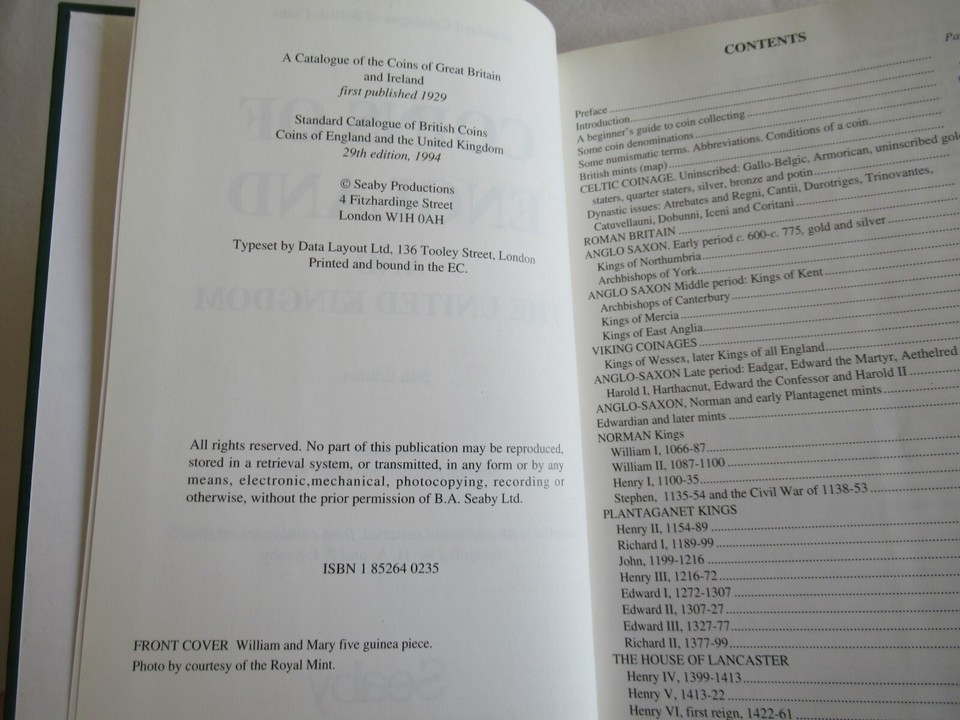 A Catalogue of the Coins of Great Britain
and Ireland
first published 1929
Standard Catalogue of British Coins
Coins of England and the United Kingdom
29th edition, 1994
© Seaby Productions
4 Fitzhardinge Street
London W1H 0AH
Typeset by Data Layout Ltd, 136 Tooley Street, London
Printed and bound in the EC.
All rights reserved. No part of this publication may be reproduced,
stored in a retrieval system, or transmitted, in any form or by any
means, electronic,mechanical, photocopying, recording or
otherwise, without the prior permission of B.A. Seaby Ltd.
ISBN 1 85264 0235
FRONT COVER William and Mary five guinea piece.
Photo by courtesy of the Royal Mint.
CONTENTS
Preface
Introduction
A beginner's guide to coin collecting
Some coin denominations
Some numismatic terms. Abbreviations. Conditions of a coin
British mints (map)
CELTIC COINAGE. Uninscribed: Gallo-Belgic, Armorican, uninscribed
staters, quarter staters, silver, bronze and potin
Dynastic issues: Atrebates and Regni, Cantii, Durotriges, Trinovantes,
Catuvellauni, Dobunni, Iceni and Coritani
ROMAN BRITAIN
ANGLO SAXON. Early period c. 600-c. 775, gold and silver
Kings of Northumbria
Archbishops of York
ANGLO SAXON Middle period: Kings of Kent
Archbishops of Canterbury
Kings of Mercia
Kings of East Anglia
VIKING COINAGES
Kings of Wessex, later Kings of all England
ANGLO-SAXON Late period: Eadgar, Edward the Martyr, Aethelred
Harold I, Harthacnut, Edward the Confessor and Harold II
ANGLO-SAXON, Norman and early Plantagenet mints
Edwardian and later mints
NORMAN Kings
William I, 1066-87
William II, 1087-1100
Henry I, 1100-35
Stephen, 1135-54 and the Civil War of 1138-53
PLANTAGANET KINGS
Henry II, 1154-89
Richard I, 1189-99
John, 1199-1216
Henry III, 1216-72
Edward I, 1272-1307
Edward II, 1307-27
Edward III, 1327-77
Richard II, 1377-99
THE HOUSE OF LANCASTER
Henry IV, 1399-1413
Henry V, 1413-22
Henry VI, first reign, 1422-61